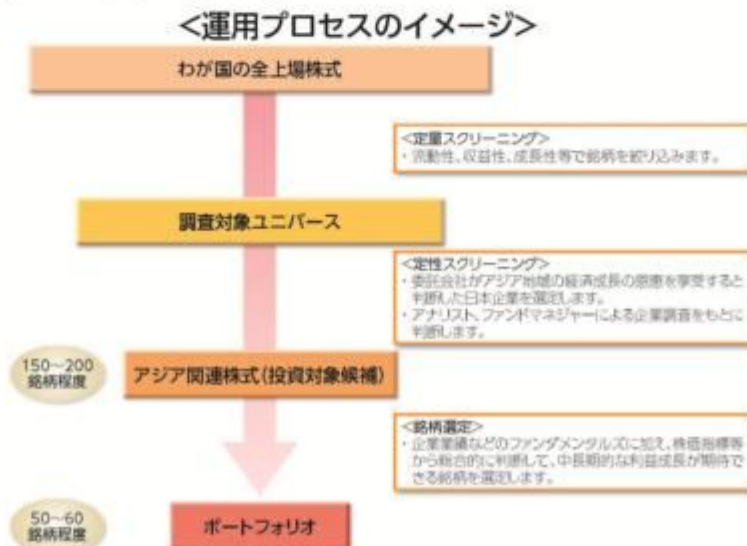 <運用プロセスのイメージ>
わが国の全上場株式
<定量スクリーニング>
・流動性、収益性、成長性等で銘柄を絞り込みます。
調査対象ユニバース
<定性スクリーニング>
・委託会社がアジア地域の経済成長の恩恵を享受すると
判断した日本企業を選定します。
・アナリスト、ファンドマネジャーによる企業調査をもとに
判断します。
150～200
銘柄程度
アジア関連株式(投資対象候補)
<銘柄選定>
・企業業績などのファンダメンタルズに加え、株価指標等
から総合的に判断して、中長期的な利益成長が期待で
きる銘柄を選定します。
50～60
銘柄程度
ポートフォリオ